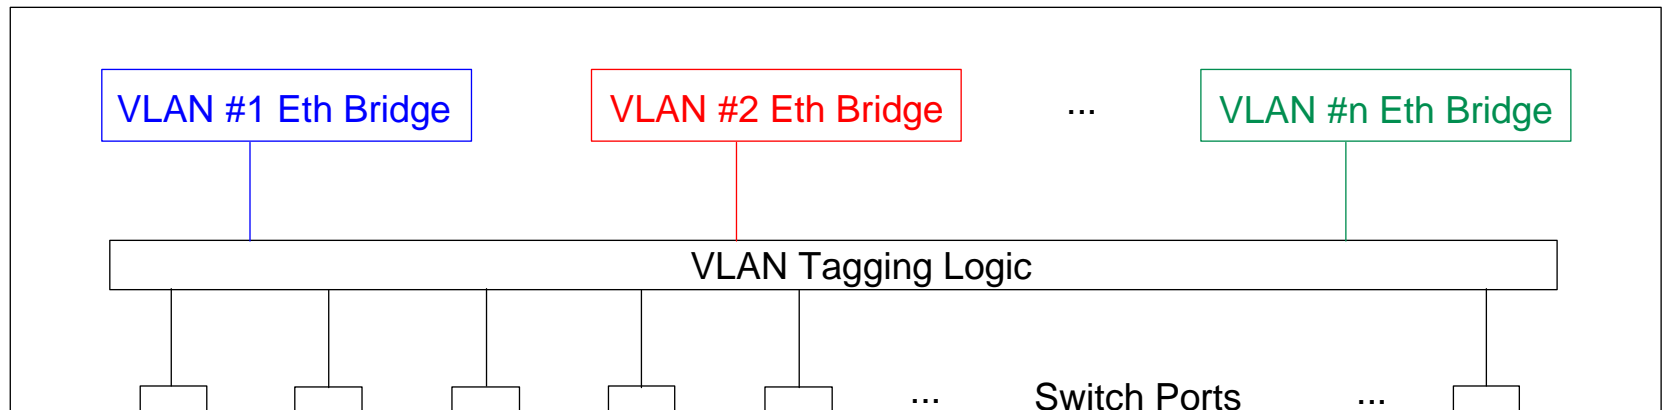 VLAN #1 Eth Bridge
VLAN #2 Eth Bridge
...
VLAN #n Eth Bridge
VLAN Tagging Logic
... Switch Ports ...